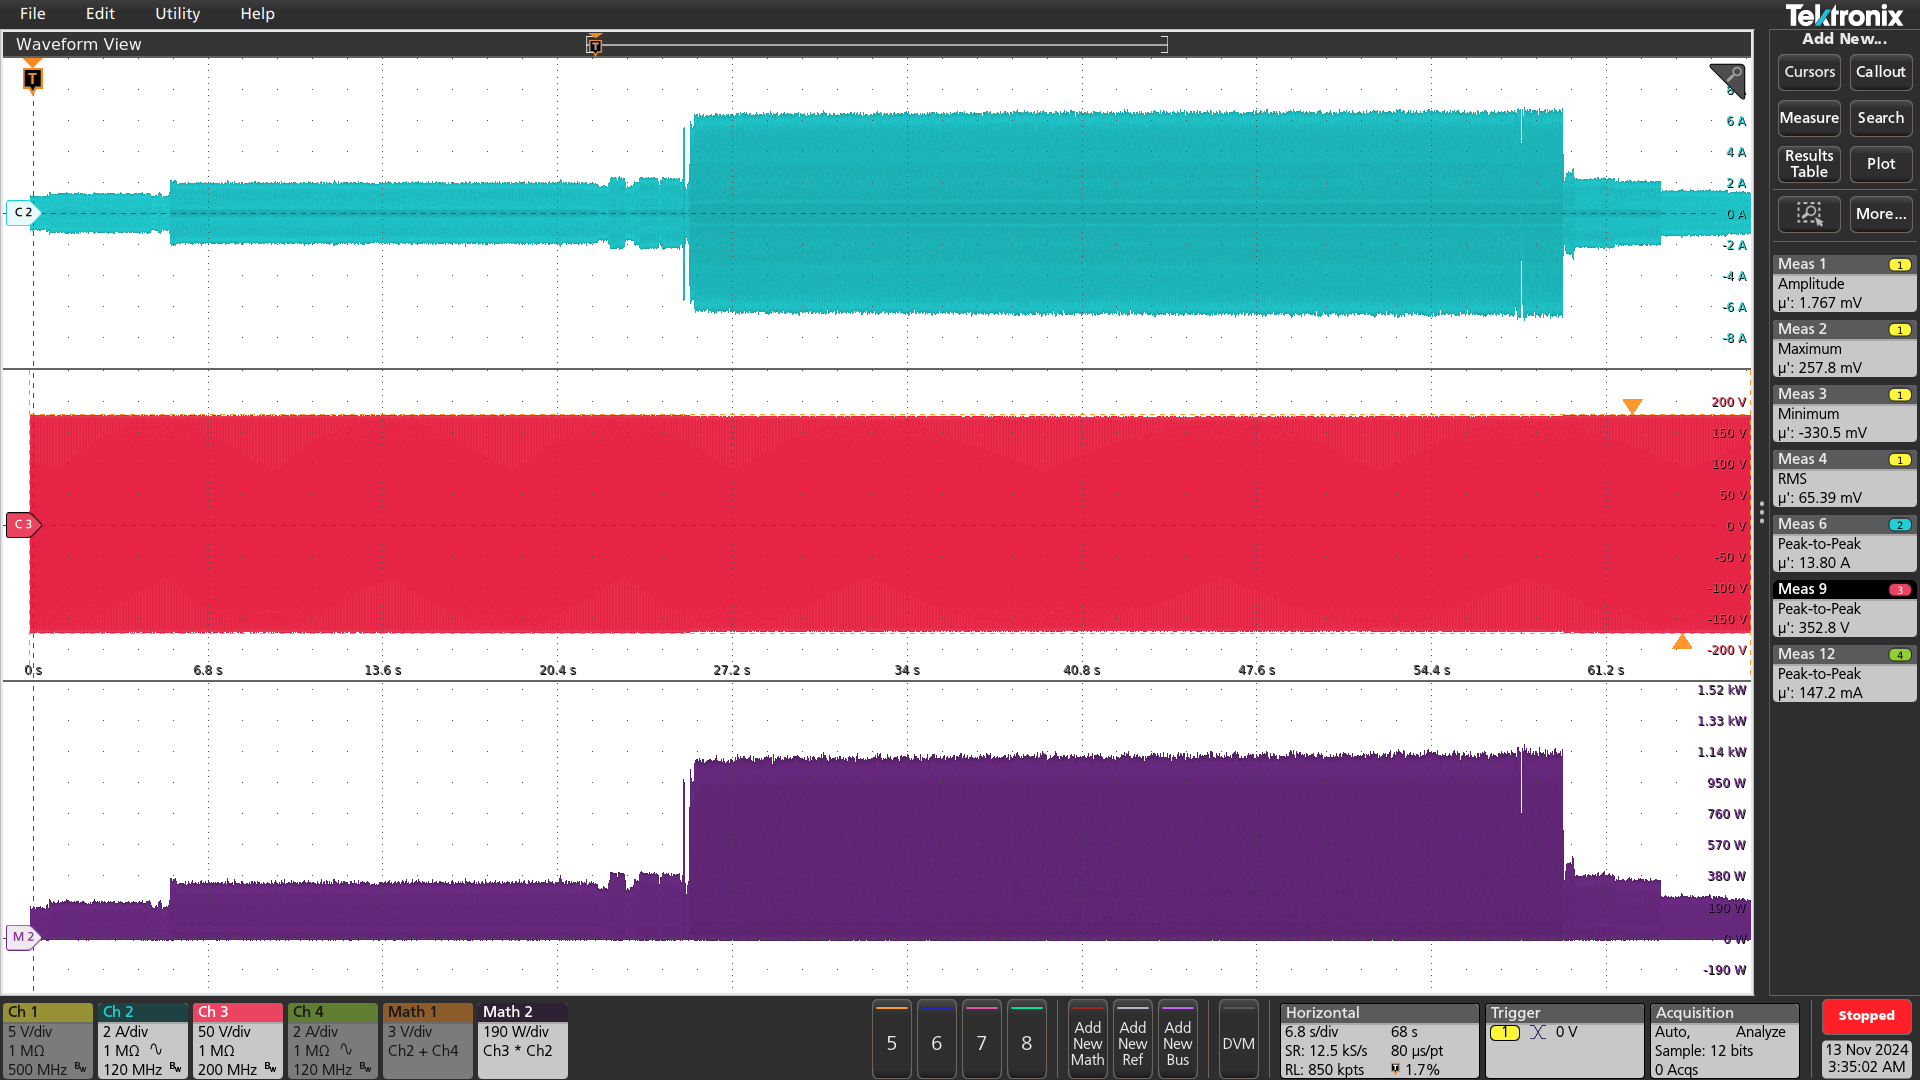 File Edit Utility Help
Tektronix
Waveform View
Add New...
T
T
Cursors Callout
Measure Search
Results Table Plot
More...
8
6 A
4 A
2 A
0 A
-2 A
-4 A
-6 A
-8 A
C 2
200 V
150 V
100 V
50 V
0 V
-50 V
-100 V
-150 V
-200 V
C 3
0 s 6.8 s 13.6 s 20.4 s 27.2 s 34 s 40.8 s 47.6 s 54.4 s 61.2 s
1.52 kW
1.33 kW
1.14 kW
950 W
760 W
570 W
380 W
190 W
0 W
-190 W
M 2
Meas 1 1
Amplitude
µ': 1.767 mV
Meas 2 1
Maximum
µ': 257.8 mV
Meas 3 1
Minimum
µ': -330.5 mV
Meas 4 1
RMS
µ': 65.39 mV
Meas 6 2
Peak-to-Peak
µ': 13.80 A
Meas 9 3
Peak-to-Peak
µ': 352.8 V
Meas 12 4
Peak-to-Peak
µ': 147.2 mA
Ch 1
5 V/div
1 MΩ
500 MHz Bw
Ch 2
2 A/div
1 MΩ
120 MHz Bw
Ch 3
50 V/div
1 MΩ
200 MHz Bw
Ch 4
2 A/div
1 MΩ
120 MHz Bw
Math 1
3 V/div
Ch2 + Ch4
Math 2
190 W/div
Ch3 * Ch2
5 6 7 8
Add New Math
Add New Ref
Add New Bus
DVM
Horizontal
6.8 s/div 68 s
SR: 12.5 kS/s 80 µs/pt
RL: 850 kpts T 1.7%
Trigger
1 0 V
Acquisition
Auto, Analyze
Sample: 12 bits
0 Acqs
Stopped
13 Nov 2024
3:35:02 AM